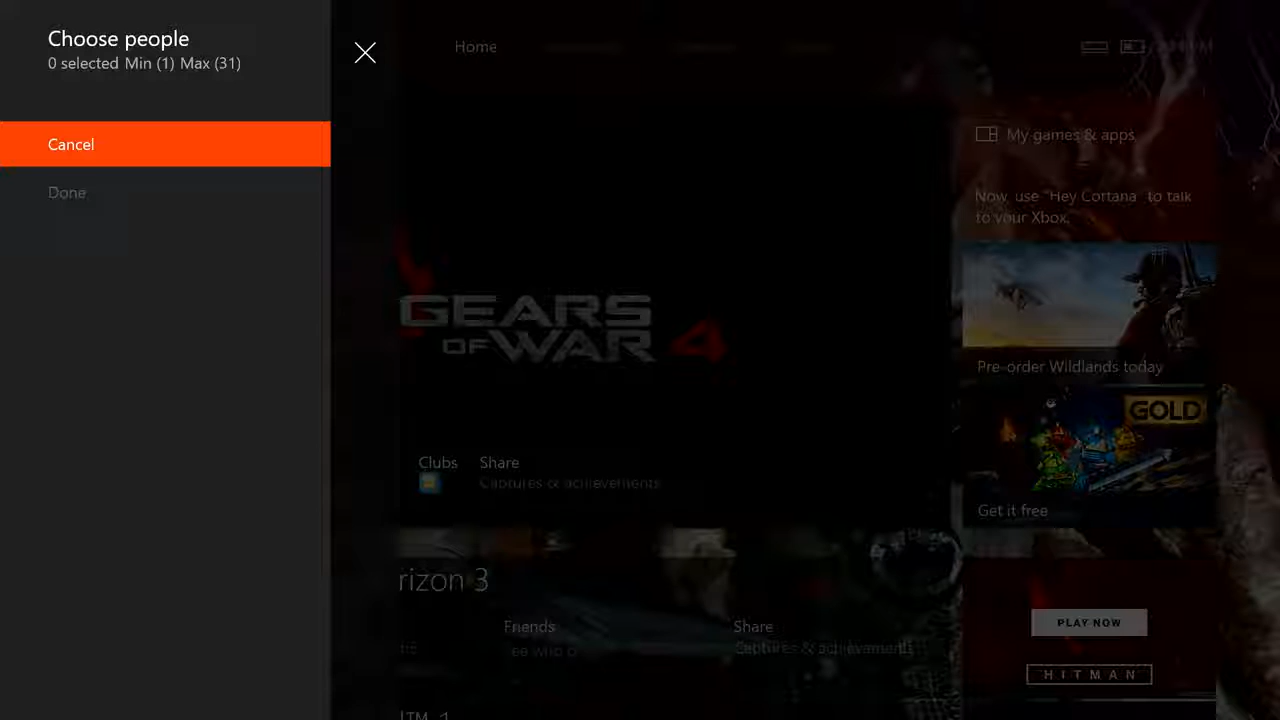 Choose people
0 selected Min (1) Max (31)
Cancel
Done
Home
My games & apps
Now, use "Hey Cortana" to talk
to your Xbox.
Pre-order Wildlands today
GOLD
Get it free
GEARS
OF WAR 4
Clubs
Share
Captures & achievements
rizon 3
Friends
Share
Captures & achievements
PLAY NOW
HITMAN